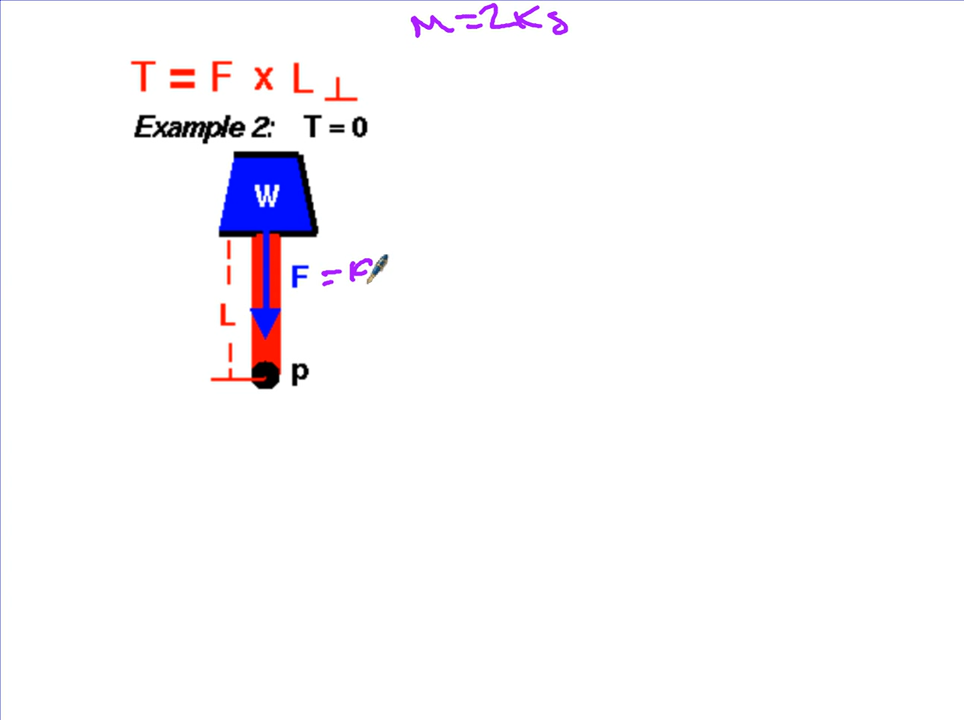 M=2Kg
T = F x L ⊥
Example 2: T = 0
W
F =
L
p